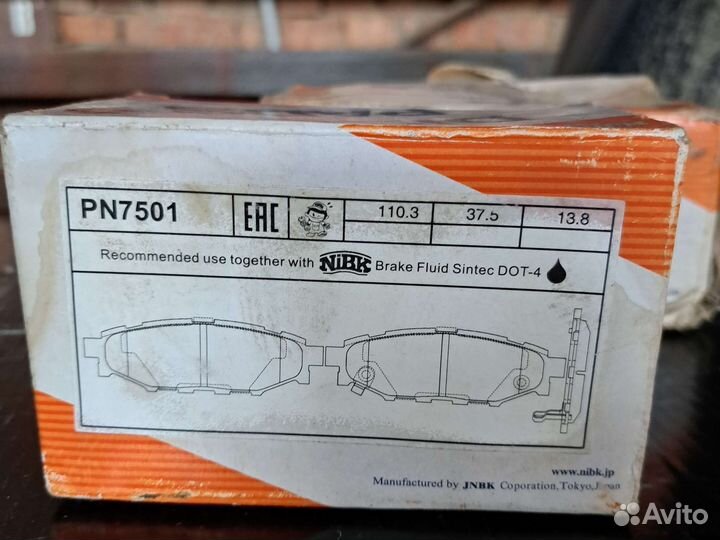 PN7501
EAC
110.3 37.5 13.8
Recommended use together with NiBK Brake Fluid Sintec DOT-4
www.nibk.jp
Manufactured by JNBK Coporation, Tokyo, Japan
Avito